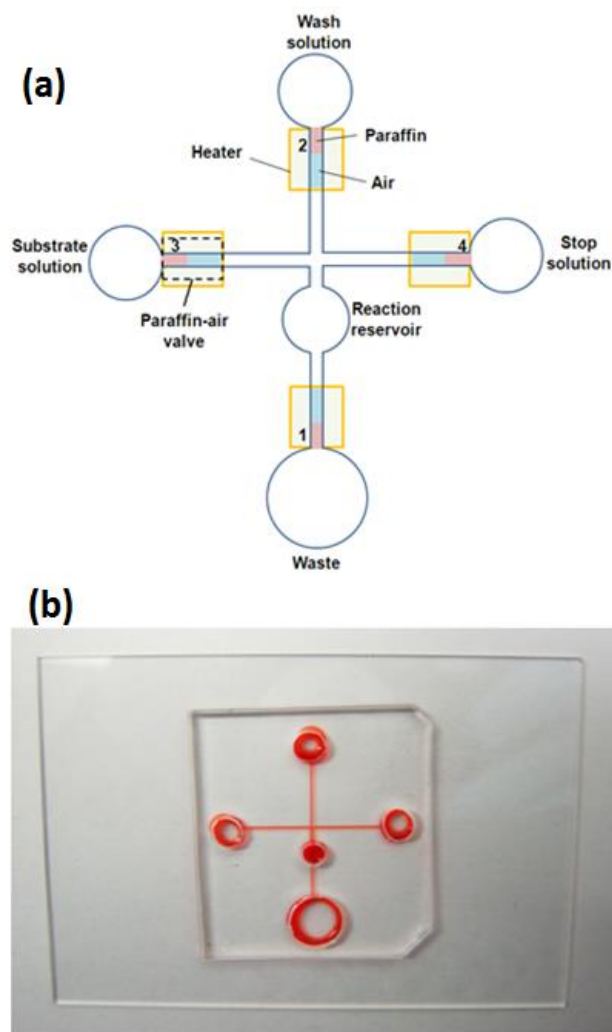 (a)
Wash
solution
2
Paraffin
Heater
Air
Substrate
solution
3
4
Stop
solution
Paraffin-air
valve
Reaction
reservoir
1
Waste
(b)